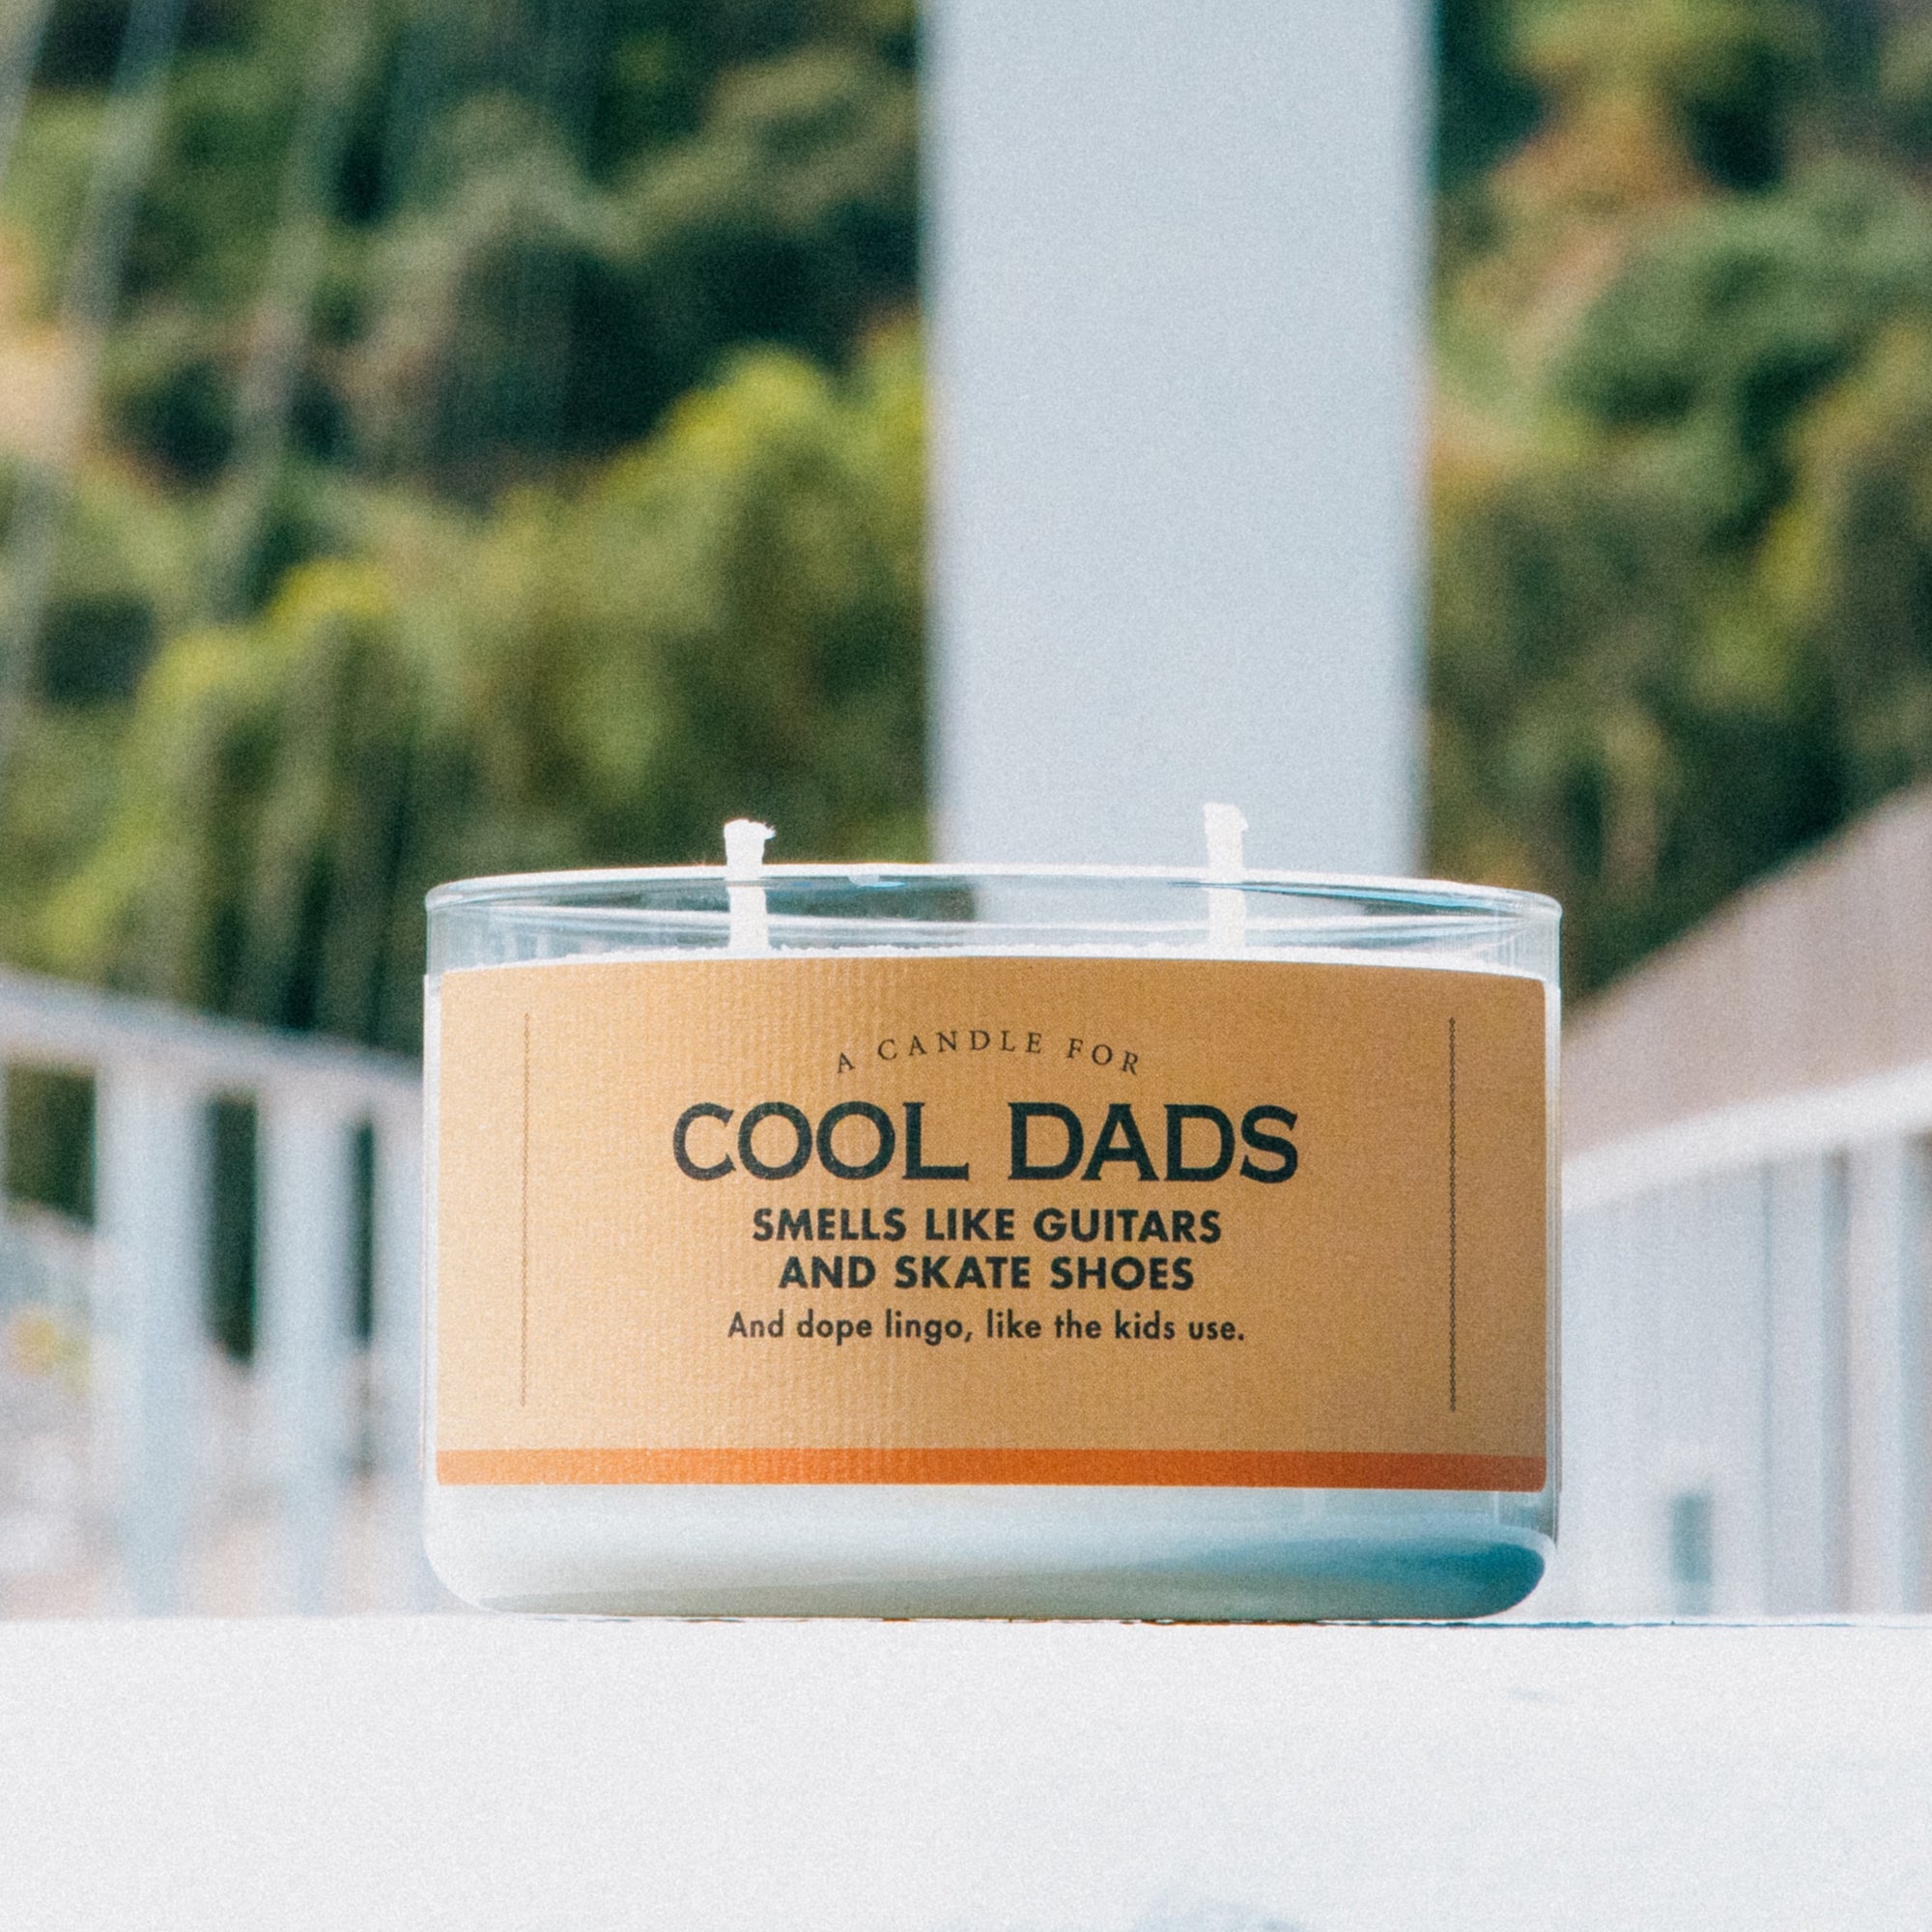 A CANDLE FOR
COOL DADS
SMELLS LIKE GUITARS
AND SKATE SHOES
And dope lingo, like the kids use.